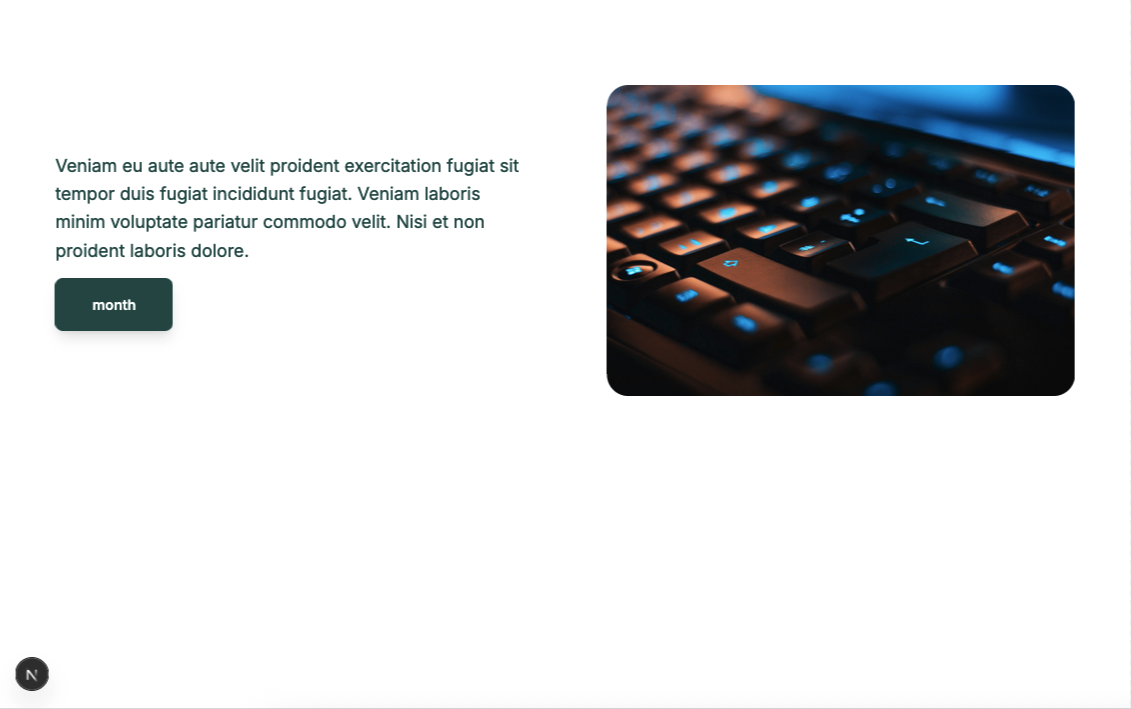 Veniam eu aute aute velit proident exercitation fugiat sit
tempor duis fugiat incididunt fugiat. Veniam laboris
minim voluptate pariatur commodo velit. Nisi et non
proident laboris dolore.
month
N